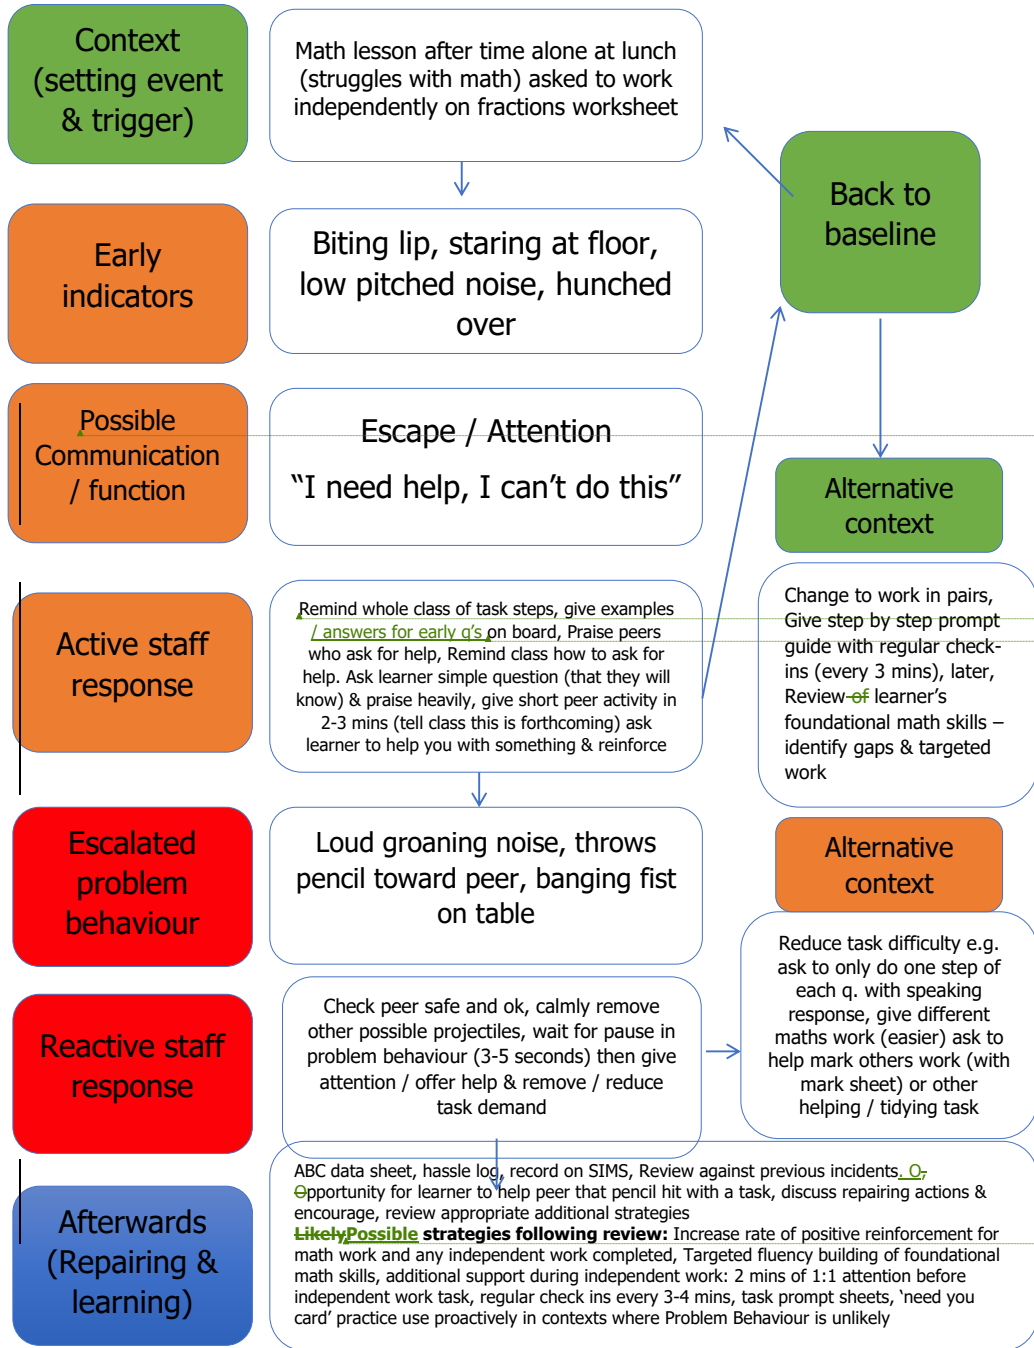 Context
(setting event
& trigger)
Math lesson after time alone at lunch
(struggles with math) asked to work
independently on fractions worksheet
Back to
baseline
Early
indicators
Biting lip, staring at floor,
low pitched noise, hunched
over
Possible
Communication
/ function
Escape / Attention
“I need help, I can’t do this”
Alternative
context
Change to work in pairs,
Give step by step prompt
guide with regular check-
ins (every 3 mins), later,
Review of learner’s
foundational math skills –
identify gaps & targeted
work
Active staff
response
Remind whole class of task steps, give examples
/ answers for early q’s on board, Praise peers
who ask for help, Remind class how to ask for
help. Ask learner simple question (that they will
know) & praise heavily, give short peer activity in
2-3 mins (tell class this is forthcoming) ask
learner to help you with something & reinforce
Escalated
problem
behaviour
Loud groaning noise, throws
pencil toward peer, banging fist
on table
Alternative
context
Reduce task difficulty e.g.
ask to only do one step of
each q. with speaking
response, give different
maths work (easier) ask to
help mark others work (with
mark sheet) or other
helping / tidying task
Reactive staff
response
Check peer safe and ok, calmly remove
other possible projectiles, wait for pause in
problem behaviour (3-5 seconds) then give
attention / offer help & remove / reduce
task demand
Afterwards
(Repairing &
learning)
ABC data sheet, hassle log, record on SIMS, Review against previous incidents. O,
Opportunity for learner to help peer that pencil hit with a task, discuss repairing actions &
encourage, review appropriate additional strategies
LikelyPossible strategies following review: Increase rate of positive reinforcement for
math work and any independent work completed, Targeted fluency building of foundational
math skills, additional support during independent work: 2 mins of 1:1 attention before
independent work task, regular check ins every 3-4 mins, task prompt sheets, ‘need you
card’ practice use proactively in contexts where Problem Behaviour is unlikely